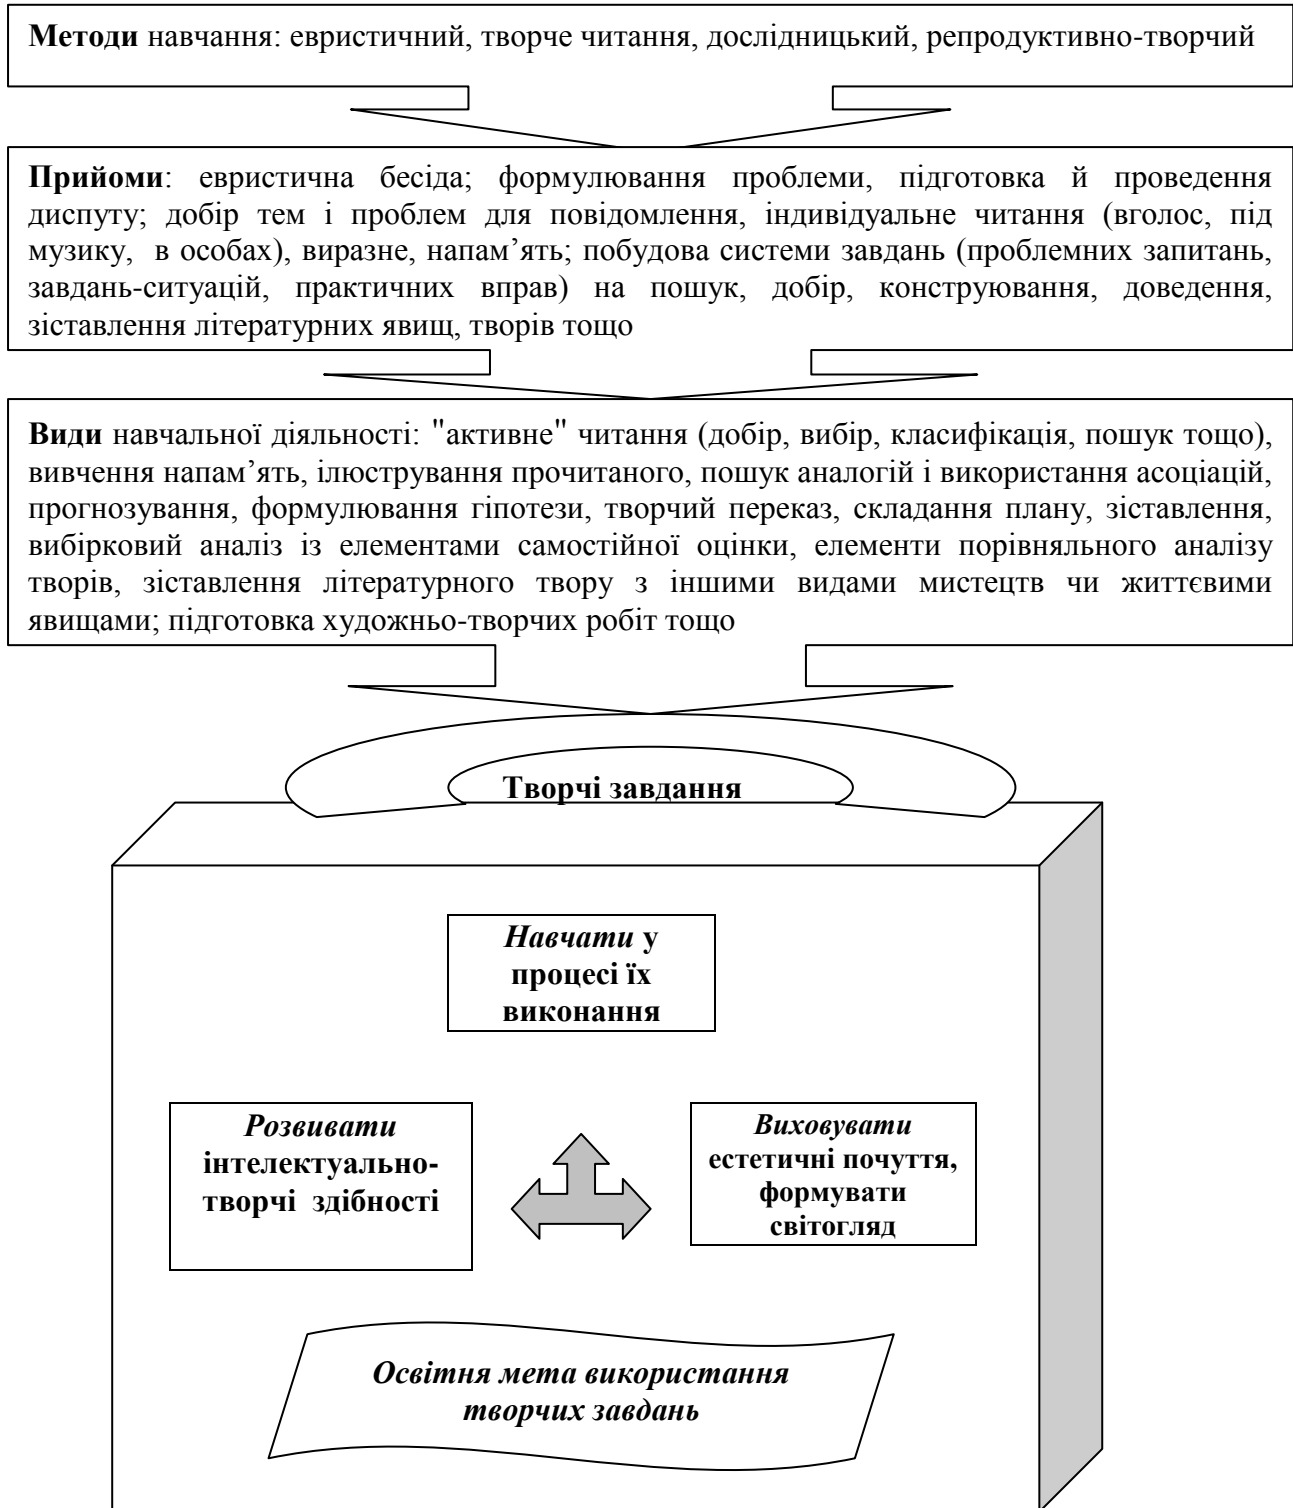 Методи навчання: евристичний, творче читання, дослідницький, репродуктивно-творчий
Прийоми: евристична бесіда; формулювання проблеми, підготовка й проведення
диспуту; добір тем і проблем для повідомлення, індивідуальне читання (вголос, під
музику, в особах), виразне, напам’ять; побудова системи завдань (проблемних запитань,
завдань-ситуацій, практичних вправ) на пошук, добір, конструювання, доведення,
зіставлення літературних явищ, творів тощо
Види навчальної діяльності: "активне" читання (добір, вибір, класифікація, пошук тощо),
вивчення напам’ять, ілюстрування прочитаного, пошук аналогій і використання асоціацій,
прогнозування, формулювання гіпотези, творчий переказ, складання плану, зіставлення,
вибірковий аналіз із елементами самостійної оцінки, елементи порівняльного аналізу
творів, зіставлення літературного твору з іншими видами мистецтв чи життєвими
явищами; підготовка художньо-творчих робіт тощо
Творчі завдання
Навчати у
процесі їх
виконання
Розвивати
інтелектуально-
творчі здібності
Виховувати
естетичні почуття,
формувати
світогляд
Освітня мета використання
творчих завдань